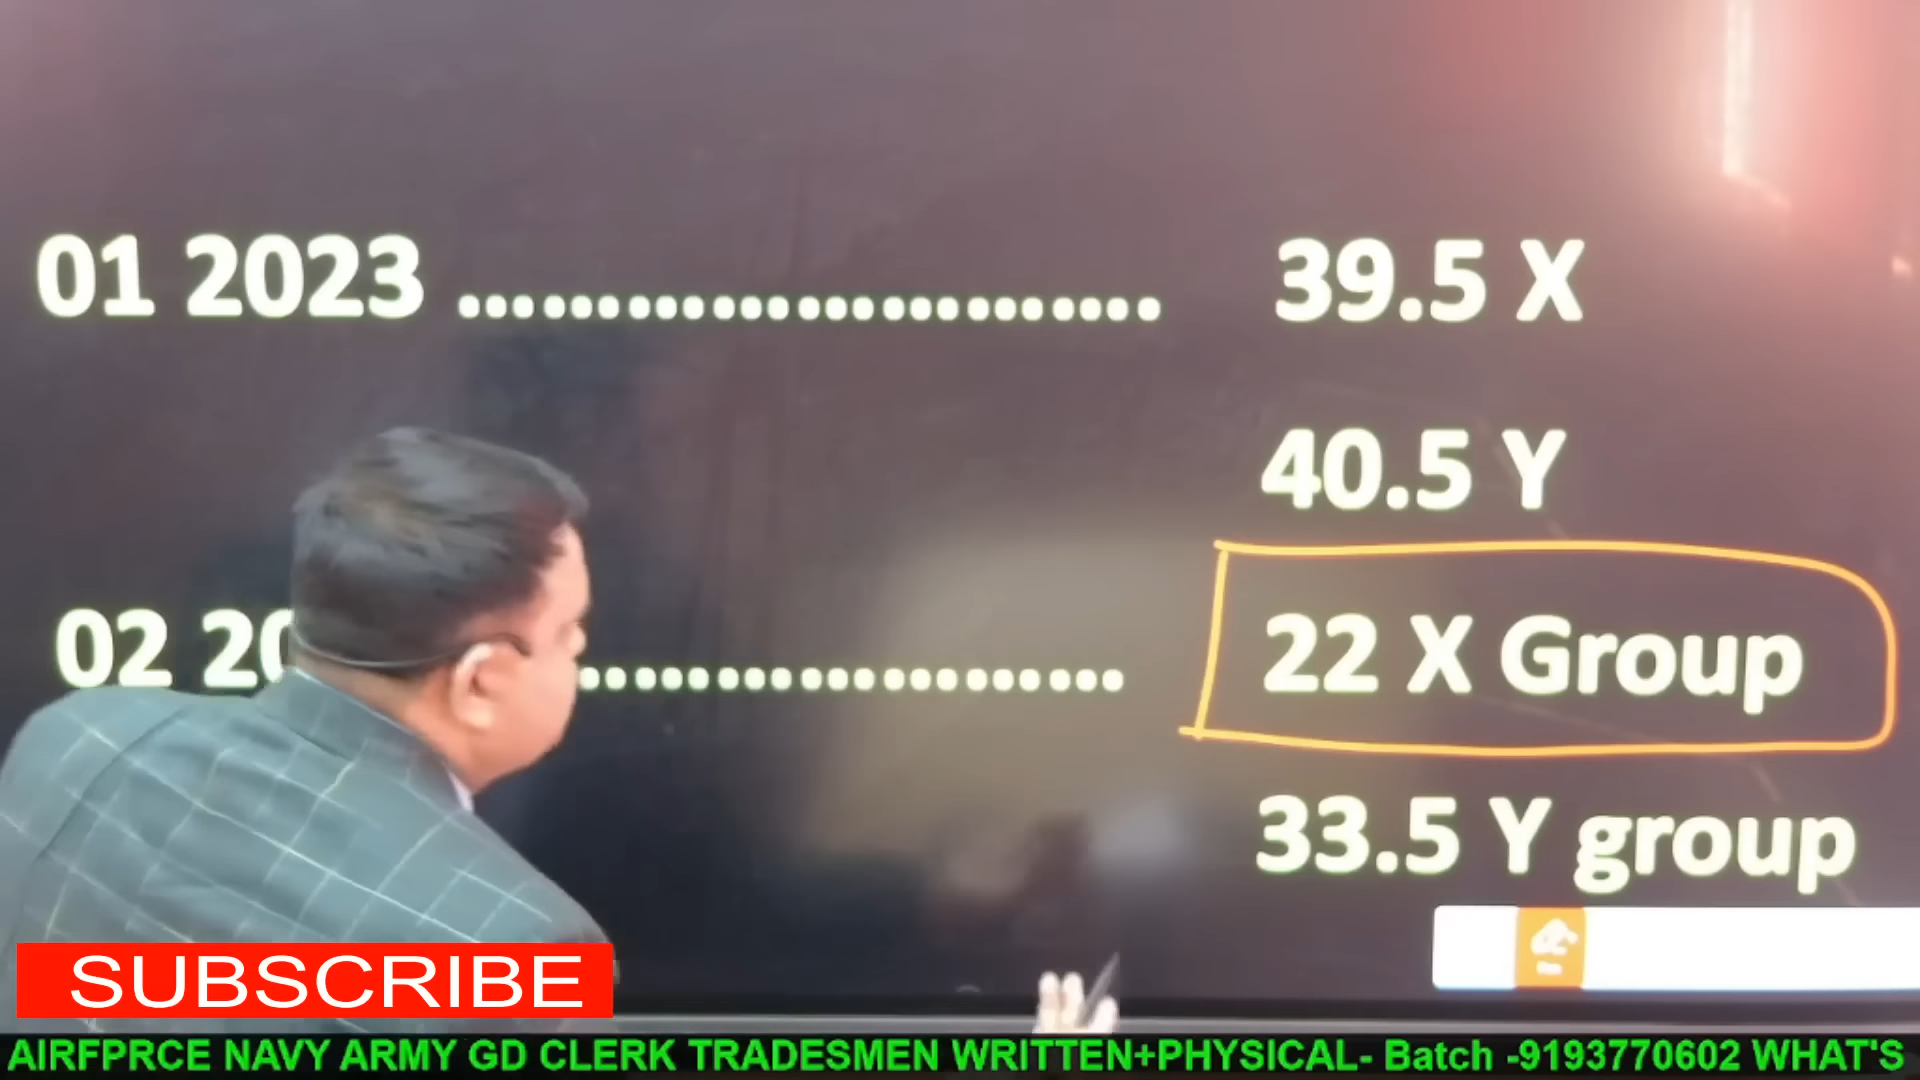 01 2023 ......................... 39.5 X
40.5 Y
02 20 .................... 22 X Group
33.5 Y group
SUBSCRIBE
AIRFPRCE NAVY ARMY GD CLERK TRADESMEN WRITTEN+PHYSICAL- Batch -9193770602 WHAT'S